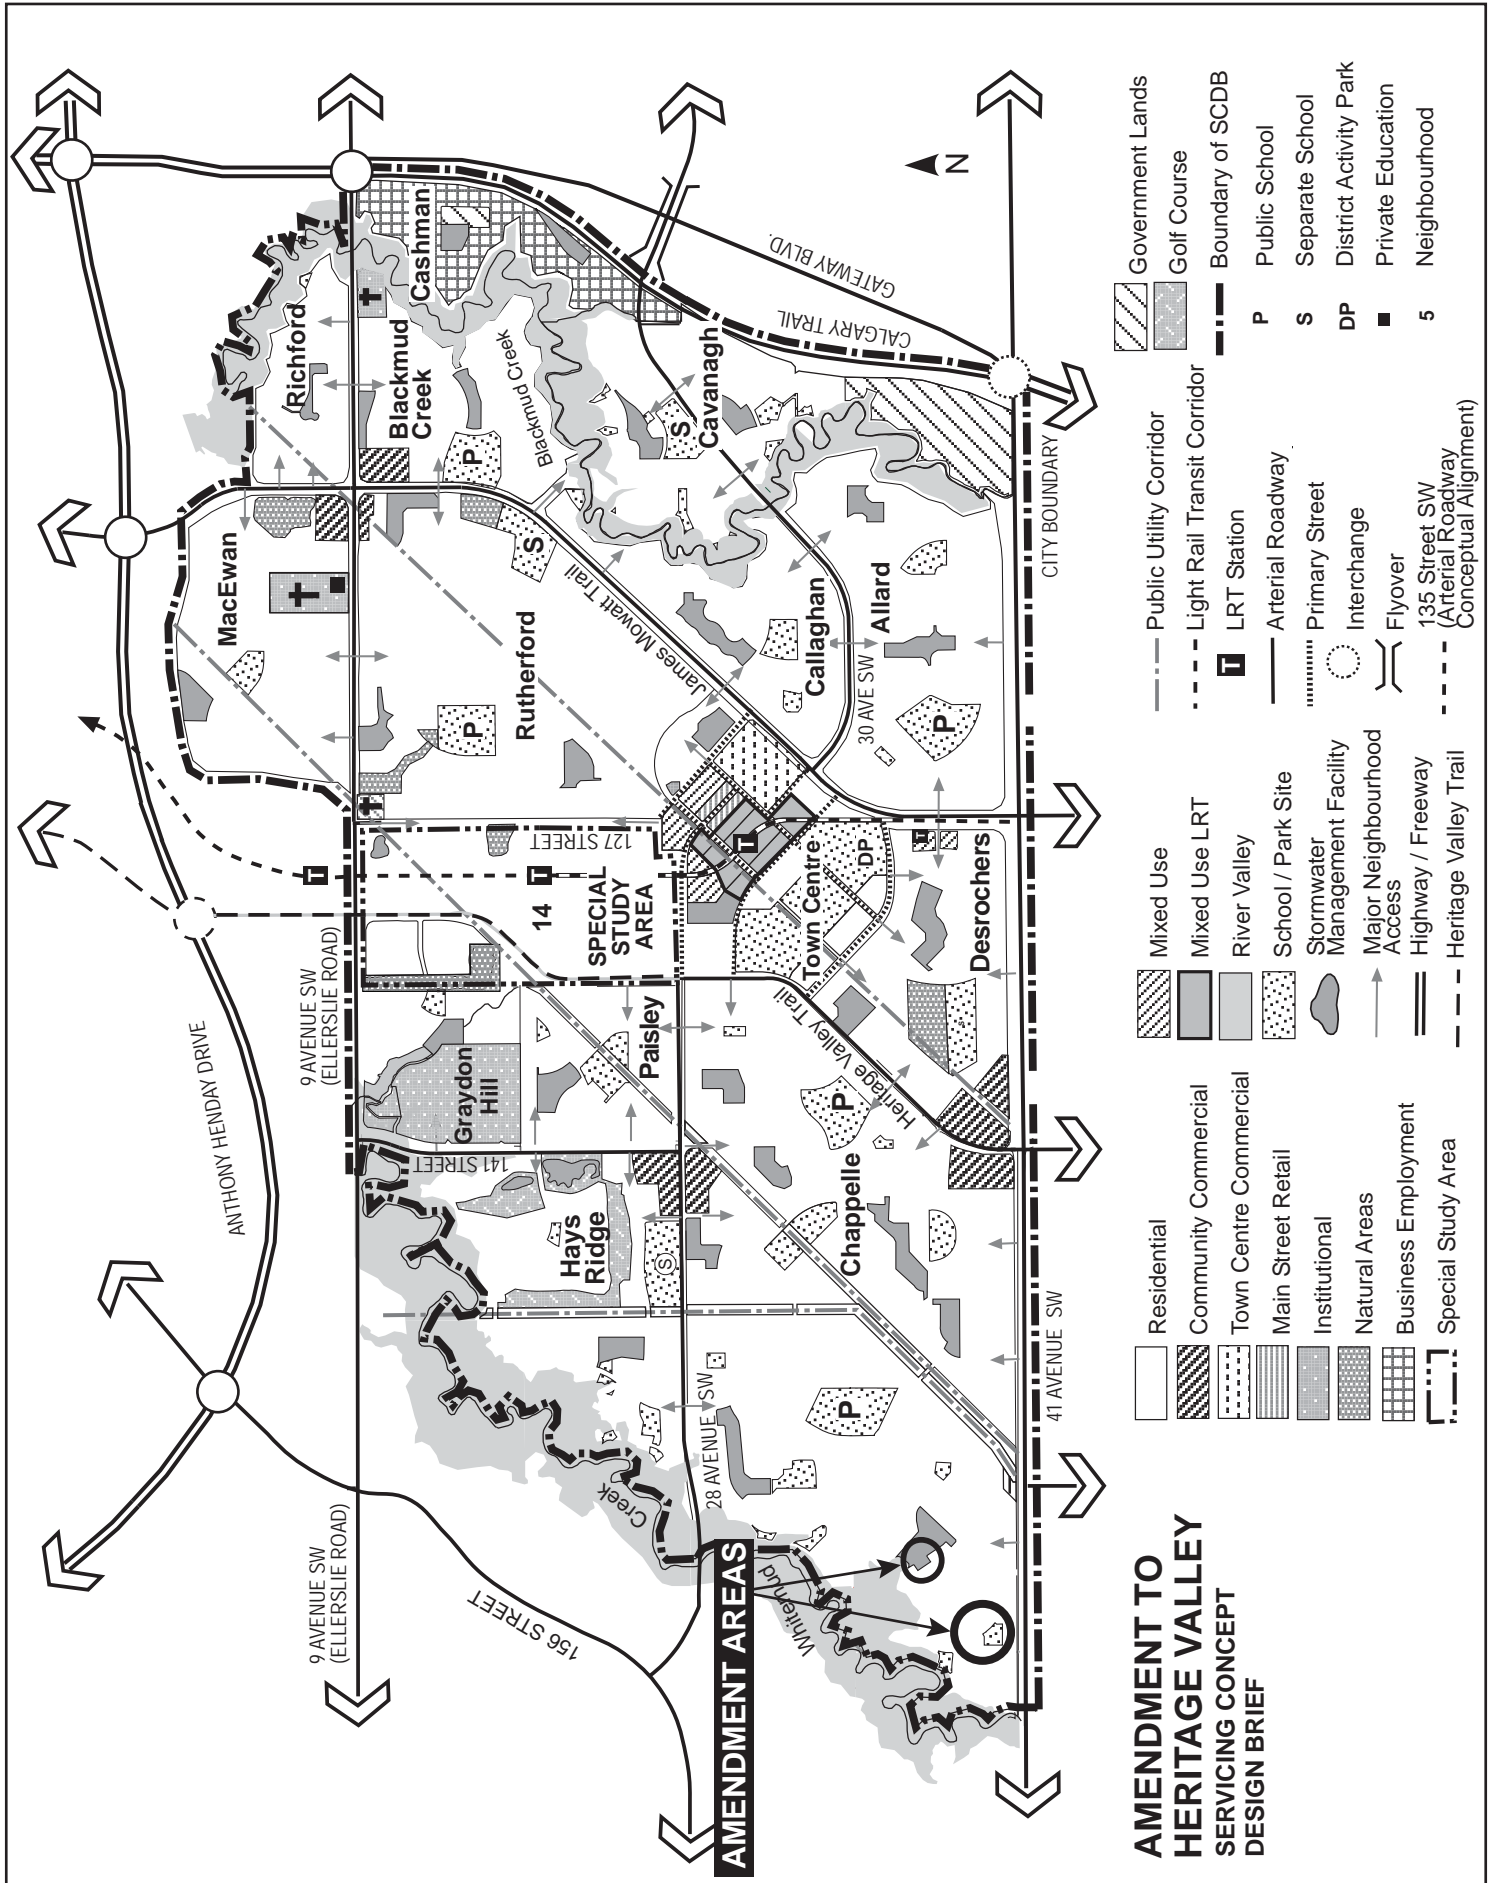 AMENDMENT TO
HERITAGE VALLEY
SERVICING CONCEPT
DESIGN BRIEF
AMENDMENT AREAS
ANTHONY HENDAY DRIVE
9 AVENUE SW
(ELLERSLIE ROAD)
9 AVENUE SW
(ELLERSLIE ROAD)
156 STREET
Whitemud
Creek
28 AVENUE SW
41 AVENUE SW
141 STREET
Hays
Ridge
S
Graydon
Hill
Paisley
Chappelle
P
P
Heritage Valley Trail
14
SPECIAL
STUDY
AREA
127 STREET
T
T
T
T
Town Centre
DP
Desrochers
MacEwan
Rutherford
P
S
James Mowatt Trail
Callaghan
30 AVE SW
Allard
P
Richford
Blackmud
Creek
P
Cashman
Blackmud Creek
Cavanagh
S
CALGARY TRAIL
GATEWAY BLVD.
CITY BOUNDARY
N
Residential
Community Commercial
Town Centre Commercial
Main Street Retail
Institutional
Natural Areas
Business Employment
Special Study Area
Mixed Use
Mixed Use LRT
River Valley
School / Park Site
Stormwater
Management Facility
Major Neighbourhood
Access
Highway / Freeway
Heritage Valley Trail
Public Utility Corridor
Light Rail Transit Corridor
T LRT Station
Arterial Roadway
Primary Street
Interchange
Flyover
135 Street SW
(Arterial Roadway
Conceptual Alignment)
Government Lands
Golf Course
Boundary of SCDB
P Public School
S Separate School
DP District Activity Park
Private Education
5 Neighbourhood